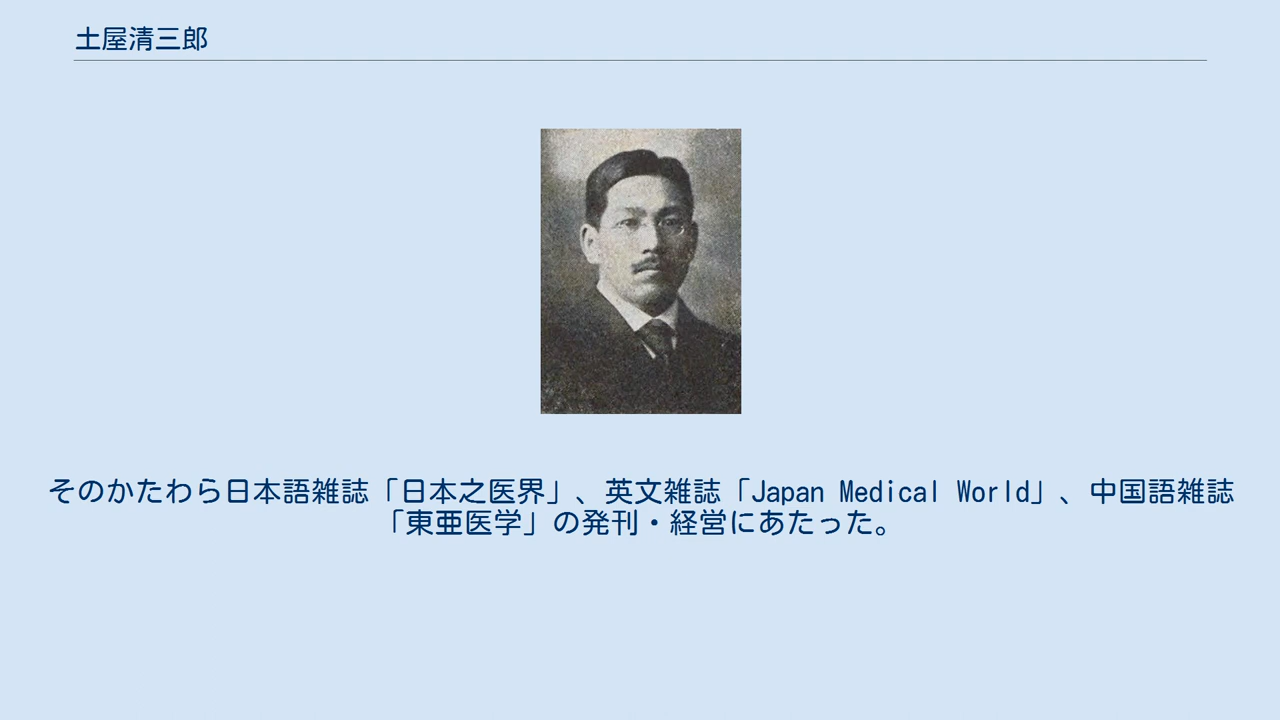 土屋清三郎
そのかたわら日本語雑誌「日本之医界」、英文雑誌「Japan Medical World」、中国語雑誌
「東亜医学」の発刊・経営にあたった。